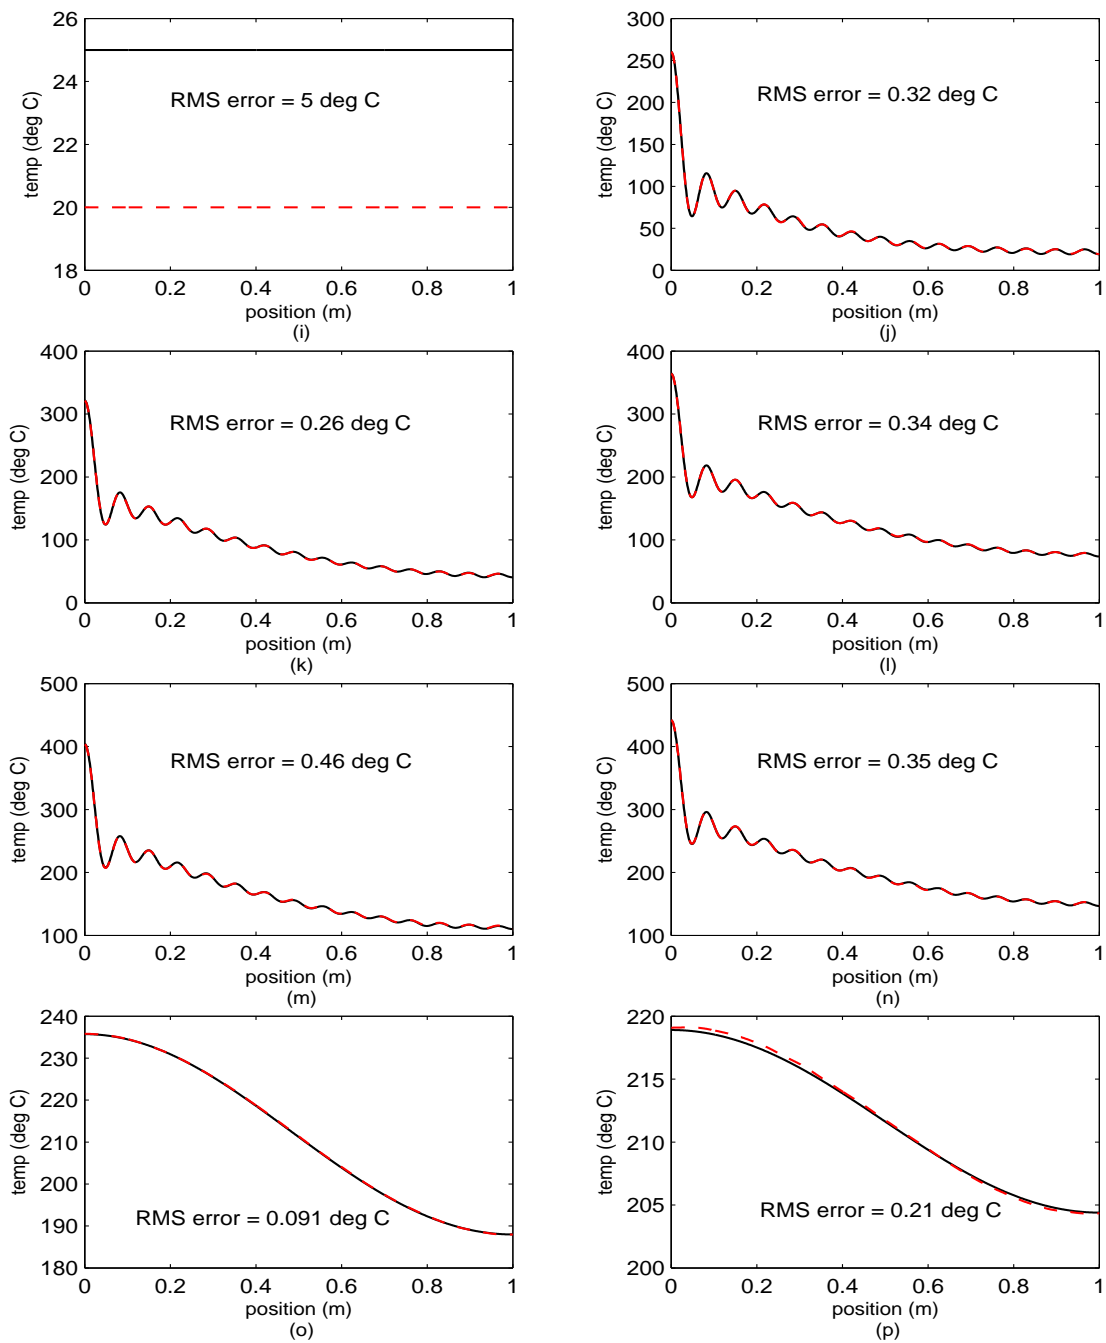 26
24
22
20
18
temp (deg C)
RMS error = 5 deg C
0 0.2 0.4 0.6 0.8 1
position (m)
(i)
300
250
200
150
100
50
0
temp (deg C)
RMS error = 0.32 deg C
0 0.2 0.4 0.6 0.8 1
position (m)
(j)
400
300
200
100
0
temp (deg C)
RMS error = 0.26 deg C
0 0.2 0.4 0.6 0.8 1
position (m)
(k)
400
300
200
100
0
temp (deg C)
RMS error = 0.34 deg C
0 0.2 0.4 0.6 0.8 1
position (m)
(l)
500
400
300
200
100
temp (deg C)
RMS error = 0.46 deg C
0 0.2 0.4 0.6 0.8 1
position (m)
(m)
500
400
300
200
100
temp (deg C)
RMS error = 0.35 deg C
0 0.2 0.4 0.6 0.8 1
position (m)
(n)
240
230
220
210
200
190
180
temp (deg C)
RMS error = 0.091 deg C
0 0.2 0.4 0.6 0.8 1
position (m)
(o)
220
215
210
205
200
temp (deg C)
RMS error = 0.21 deg C
0 0.2 0.4 0.6 0.8 1
position (m)
(p)